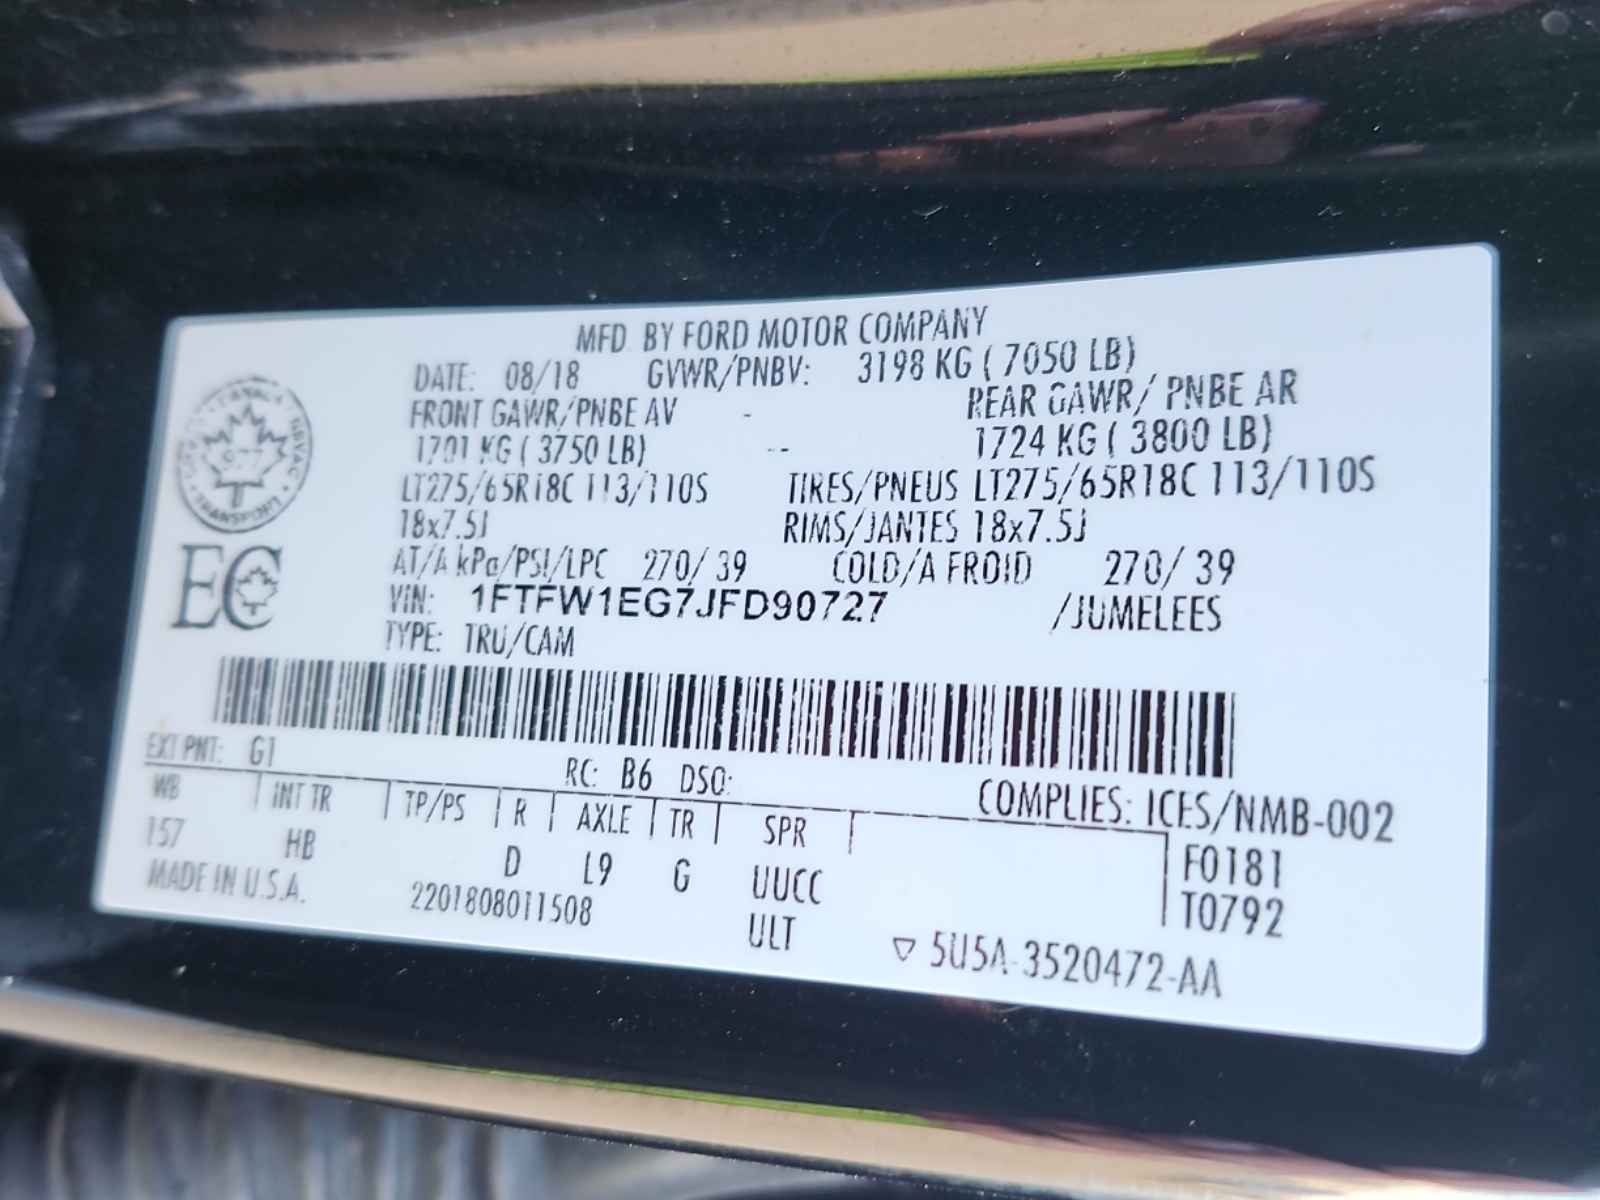 MFD. BY FORD MOTOR COMPANY
DATE: 08/18 GVWR/PNBV: 3198 KG ( 7050 LB)
FRONT GAWR/PNBE AV - REAR GAWR/ PNBE AR
1701 KG ( 3750 LB) -- 1724 KG ( 3800 LB)
LT275/65R18C 113/110S TIRES/PNEUS LT275/65R18C 113/110S
18x7.5J RIMS/JANTES 18x7.5J
AT/A kPa/PSI/LPC 270/ 39 COLD/A FROID 270/ 39
VIN: 1FTFW1EG7JFD90727 /JUMELEES
TYPE: TRU/CAM
CANADA
TRANSPORT
EC
EXT PNT: G1 RC: B6 DSO:
COMPLIES: ICES/NMB-002
WB INT TR TP/PS R AXLE TR SPR
157 HB D L9 G UUCC
F0181
T0792
MADE IN U.S.A. 2201808011508 ULT
▽ 5U5A-3520472-AA